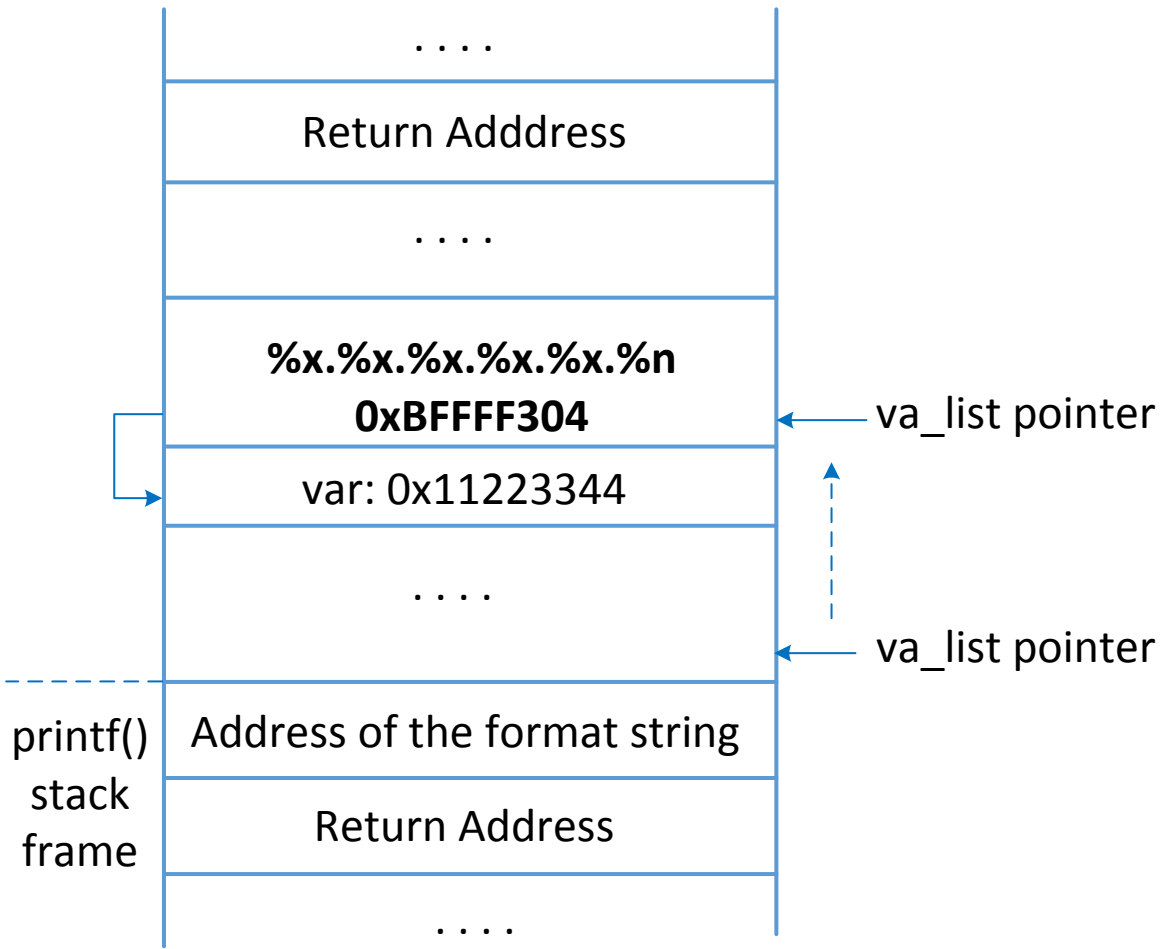 . . . .
Return Adddress
. . . .
%x.%x.%x.%x.%x.%n
0xBFFFF304
va_list pointer
var: 0x11223344
. . . .
va_list pointer
printf()
stack
frame
Address of the format string
Return Address
. . . .